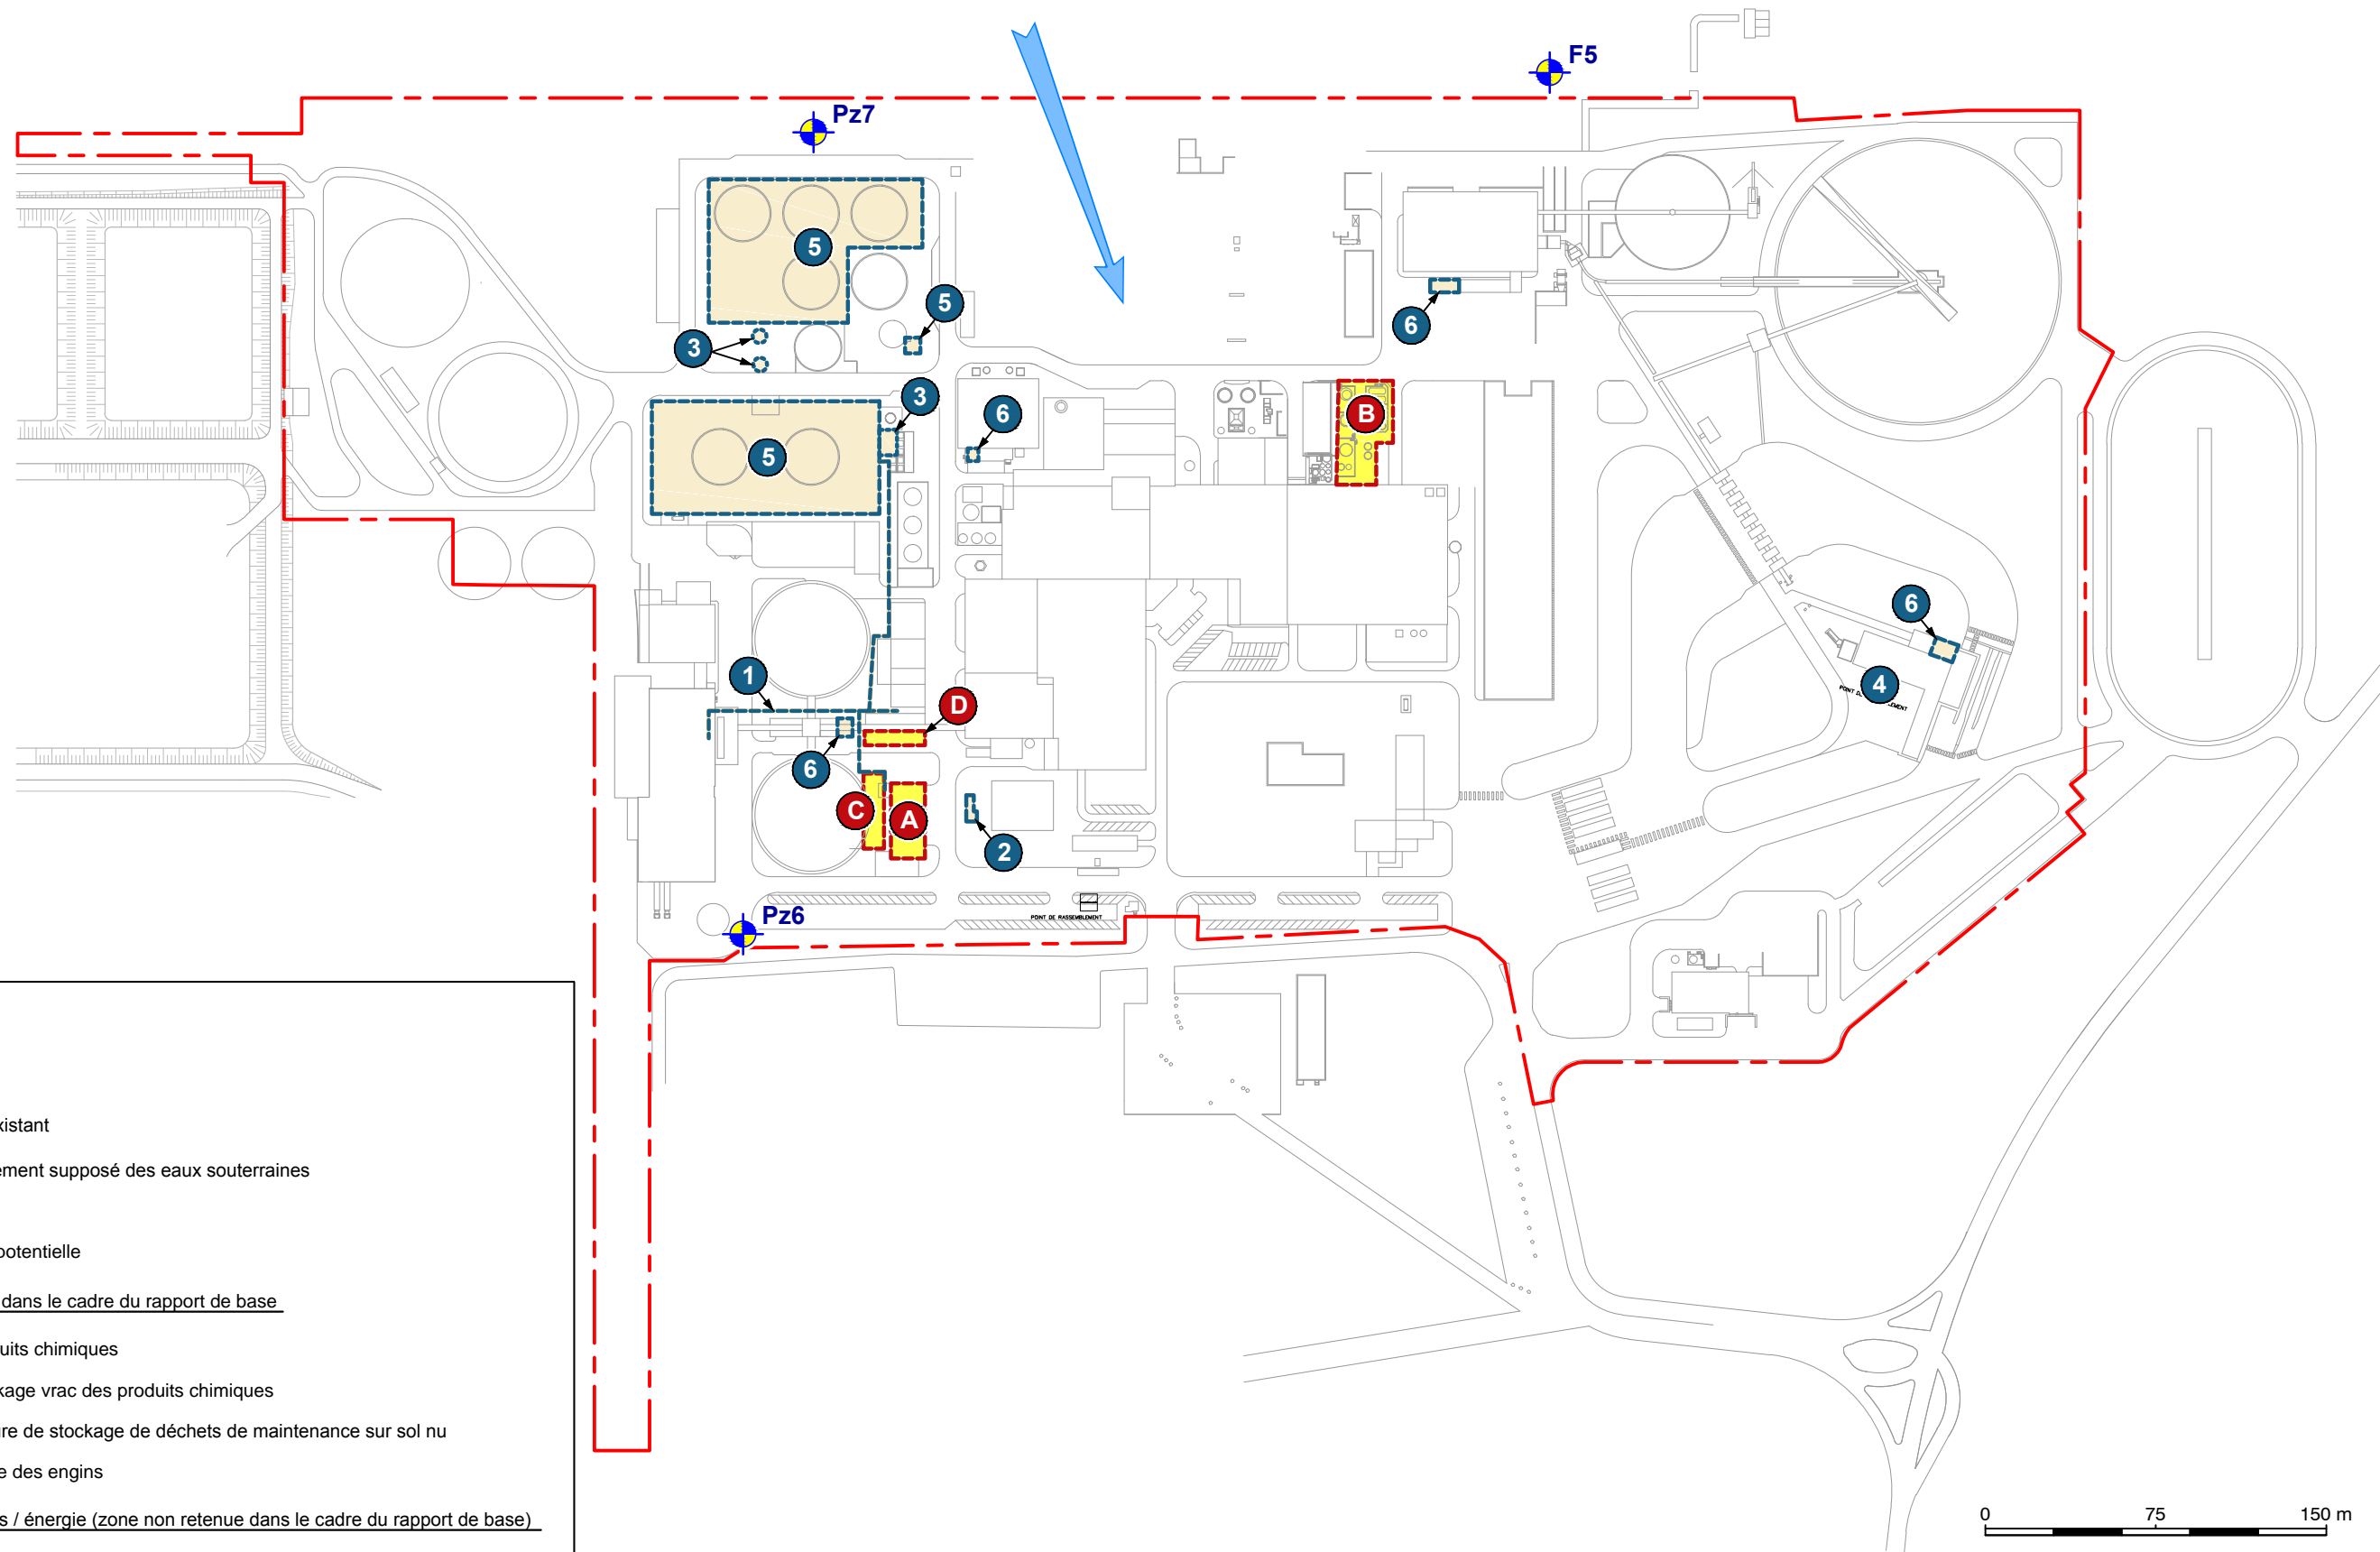 F5
Pz7
5
5
3
6
3
6
B
5
6
1
4
POINT DE
D
6
C
A
2
Pz6
POINT DE RASSEMBLEMENT
xistant
ement supposé des eaux souterraines
potentielle
dans le cadre du rapport de base
uits chimiques
kage vrac des produits chimiques
ure de stockage de déchets de maintenance sur sol nu
e des engins
s / énergie (zone non retenue dans le cadre du rapport de base)
0 75 150 m